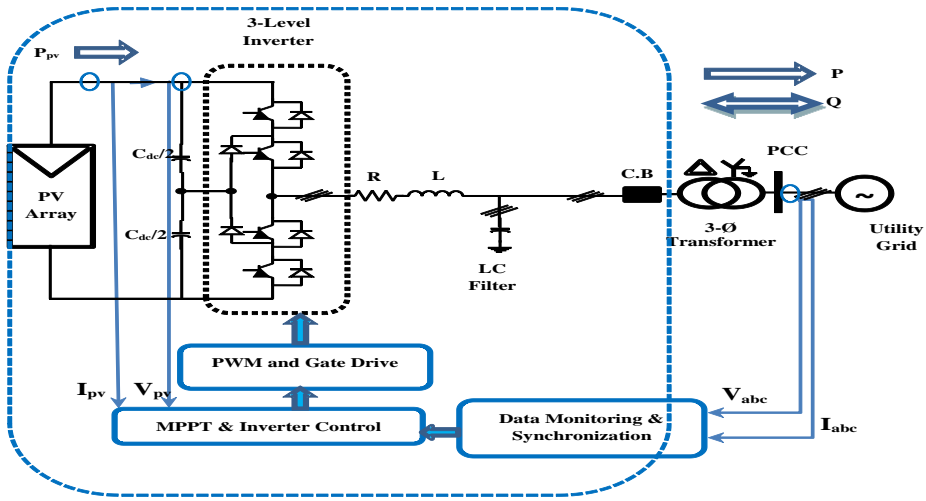 3-Level
Inverter
Ppv
P
Q
PCC
Cdc/2
PV
Array
Cdc/2
R
L
C.B
~
3-Ø
Transformer
Utility
Grid
LC
Filter
PWM and Gate Drive
Ipv
Vpv
MPPT & Inverter Control
Data Monitoring &
Synchronization
Vabc
Iabc